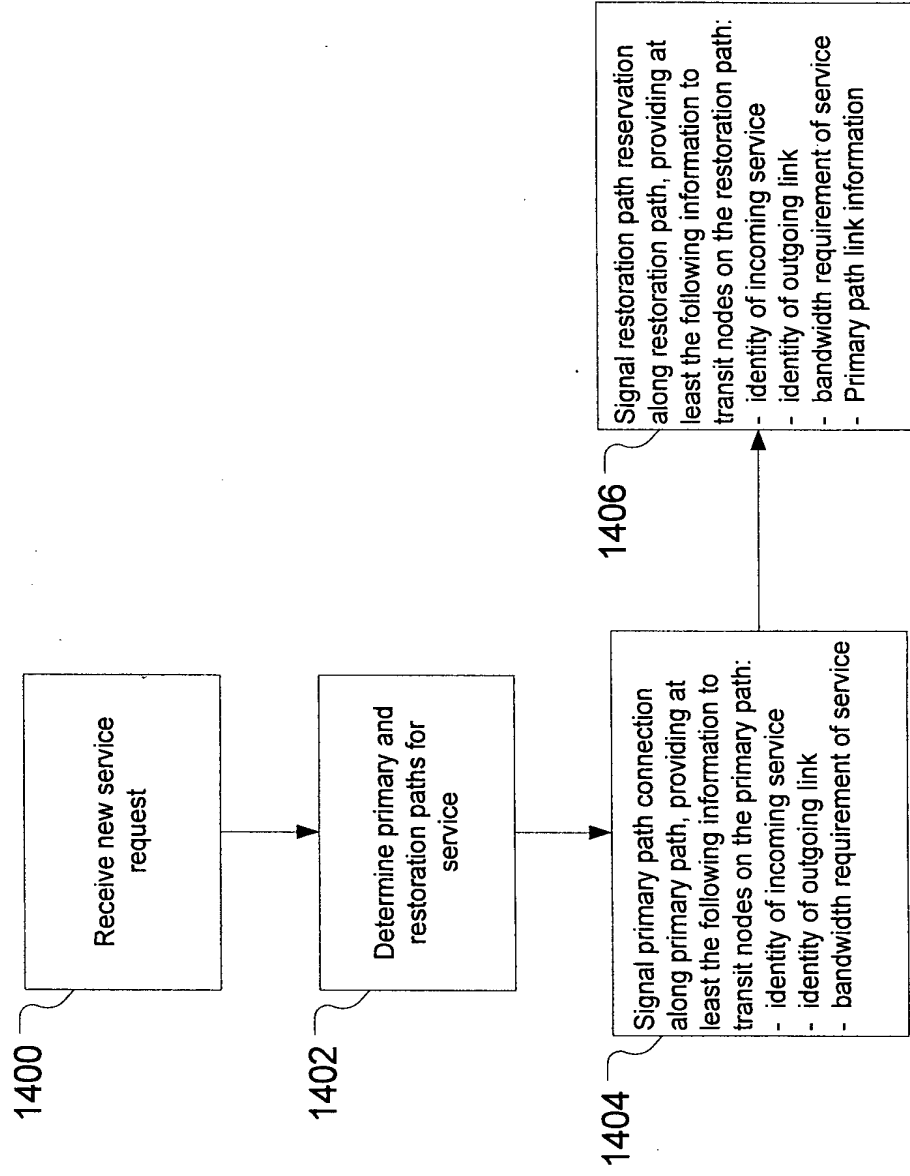 1400
Receive new service
request
1402
Determine primary and
restoration paths for
service
1404
Signal primary path connection
along primary path, providing at
least the following information to
transit nodes on the primary path:
- identity of incoming service
- identity of outgoing link
- bandwidth requirement of service
1406
Signal restoration path reservation
along restoration path, providing at
least the following information to
transit nodes on the restoration path:
- identity of incoming service
- identity of outgoing link
- bandwidth requirement of service
- Primary path link information